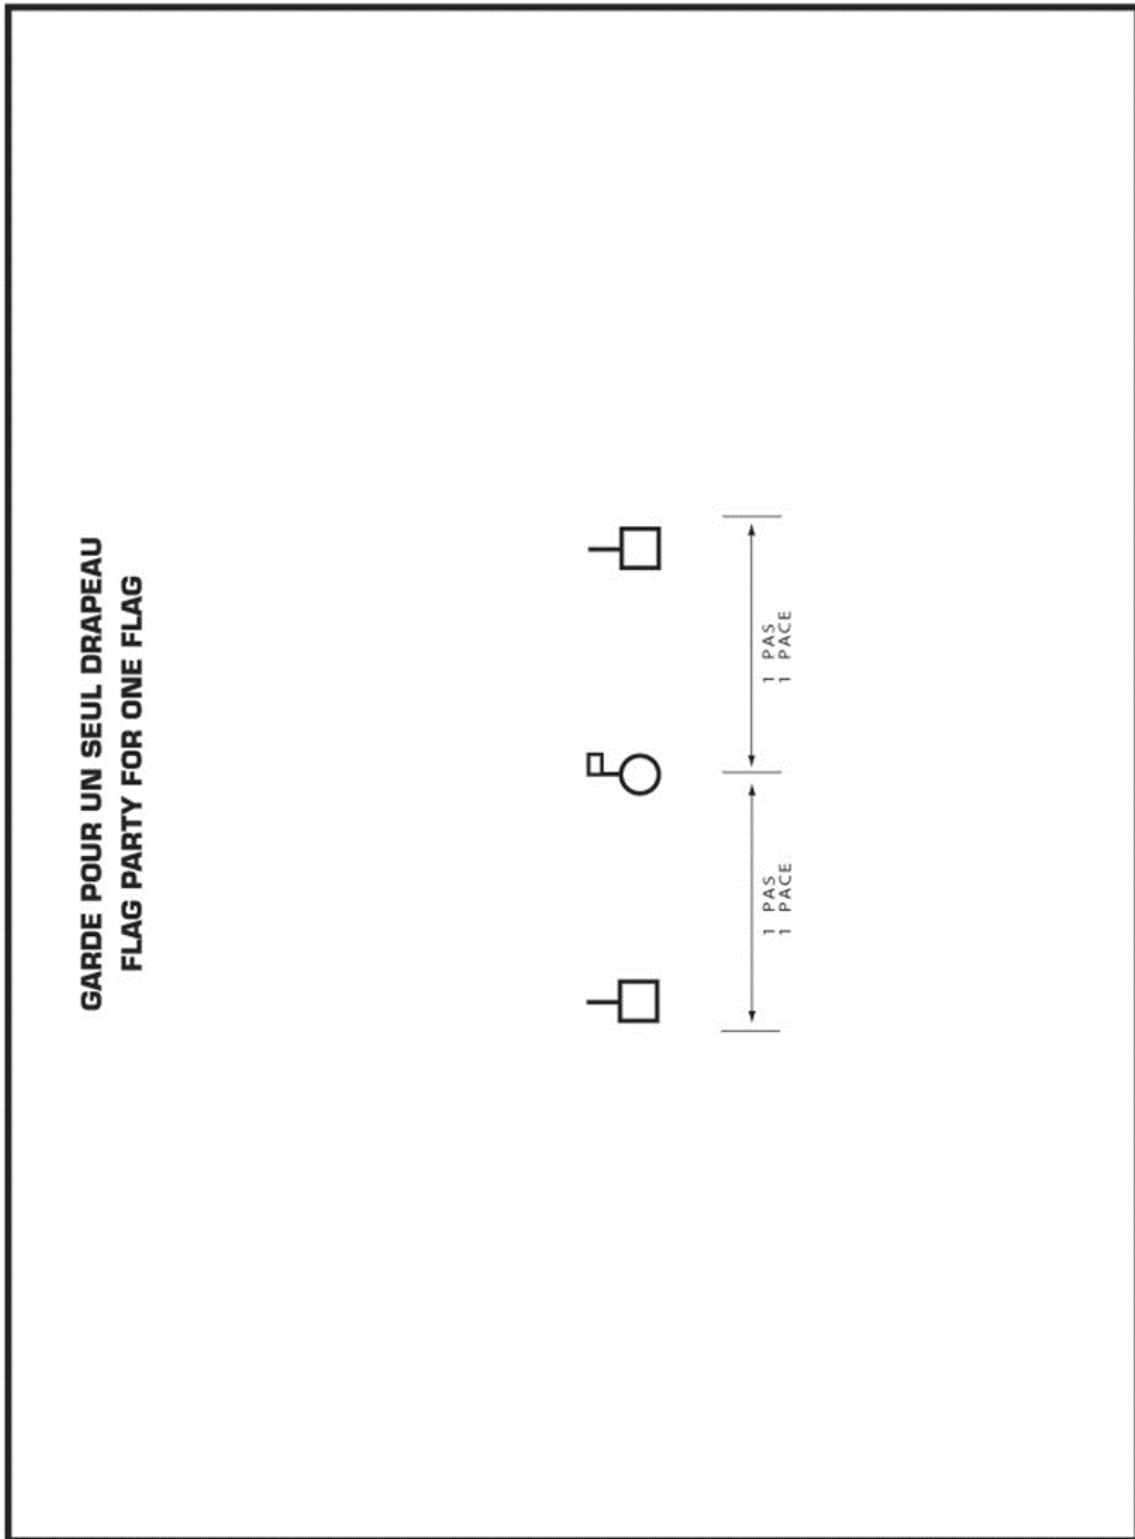 GARDE POUR UN SEUL DRAPEAU
FLAG PARTY FOR ONE FLAG
1 PAS
1 PACE
1 PAS
1 PACE